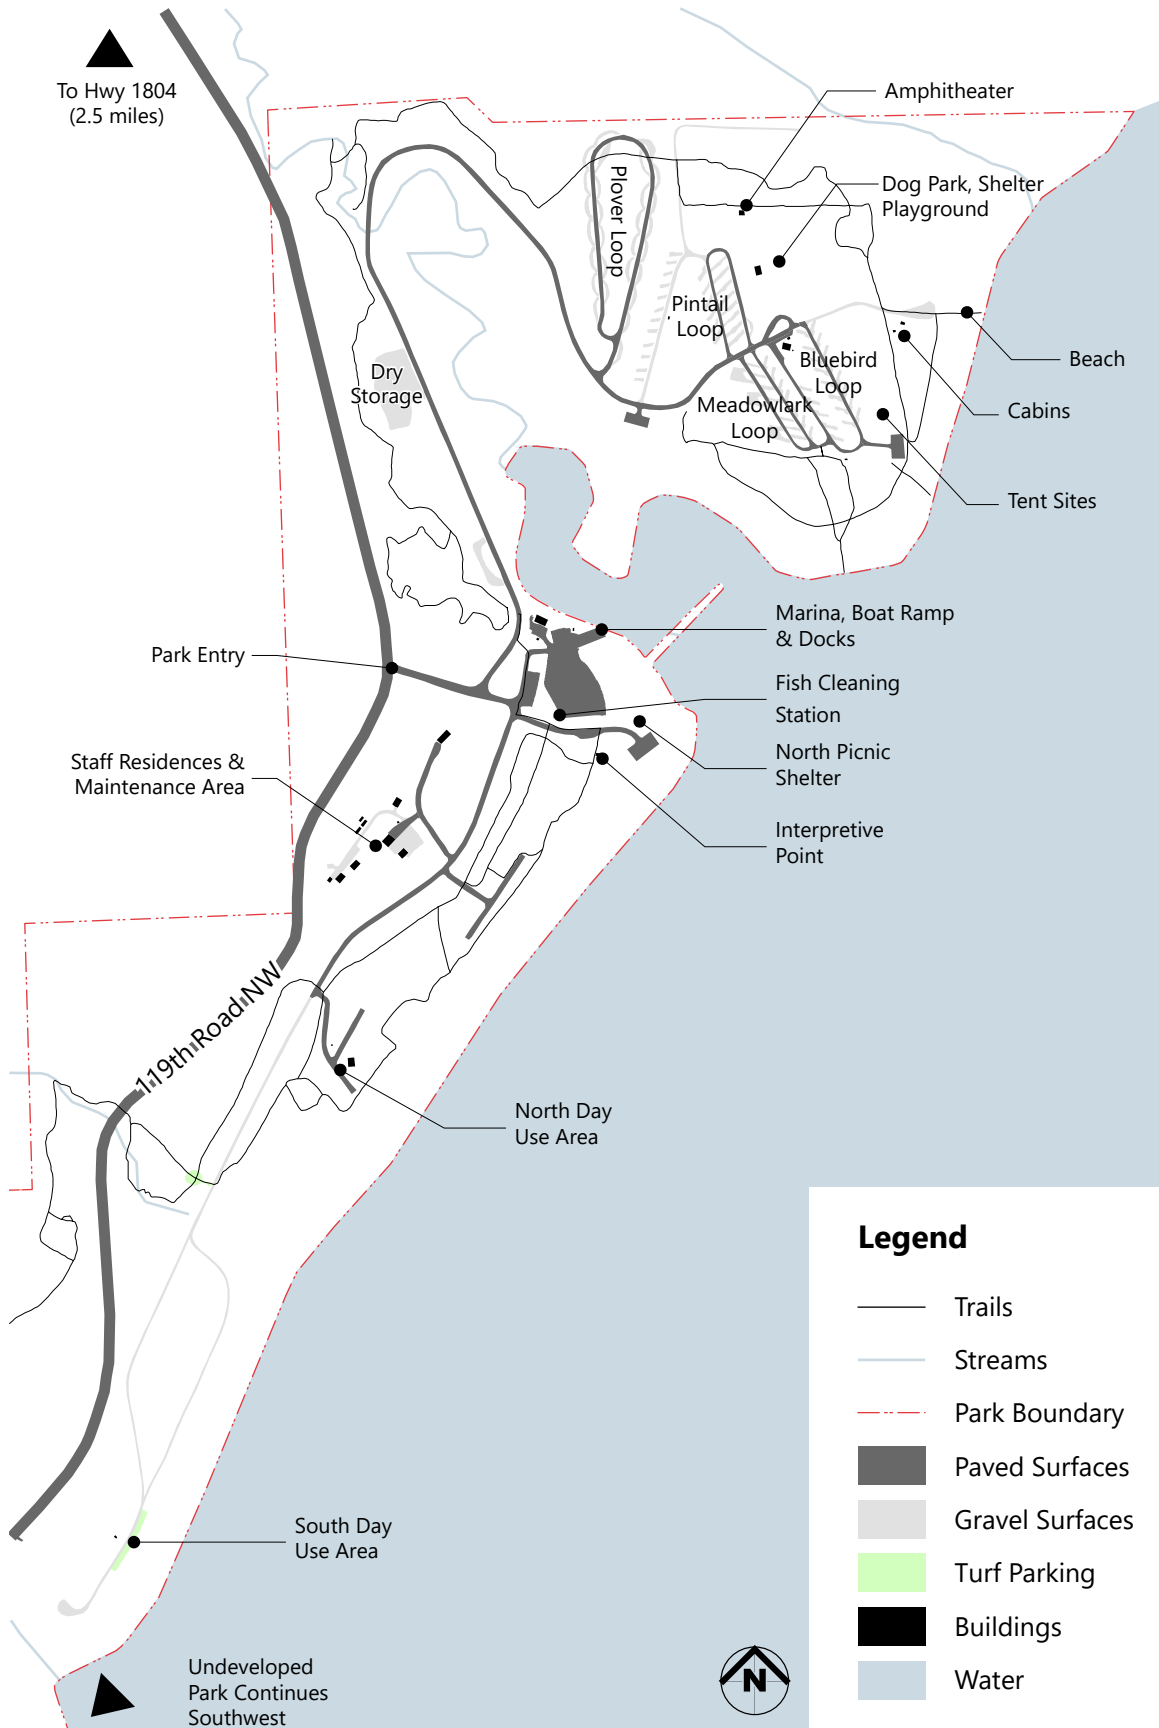 To Hwy 1804
(2.5 miles)
Amphitheater
Dog Park, Shelter
Playground
Plover Loop
Pintail
Loop
Bluebird
Loop
Beach
Dry
Storage
Meadowlark
Loop
Cabins
Tent Sites
Marina, Boat Ramp
& Docks
Park Entry
Fish Cleaning
Station
North Picnic
Shelter
Staff Residences &
Maintenance Area
Interpretive
Point
119th Road NW
North Day
Use Area
South Day
Use Area
Undeveloped
Park Continues
Southwest
N
Legend
Trails
Streams
Park Boundary
Paved Surfaces
Gravel Surfaces
Turf Parking
Buildings
Water